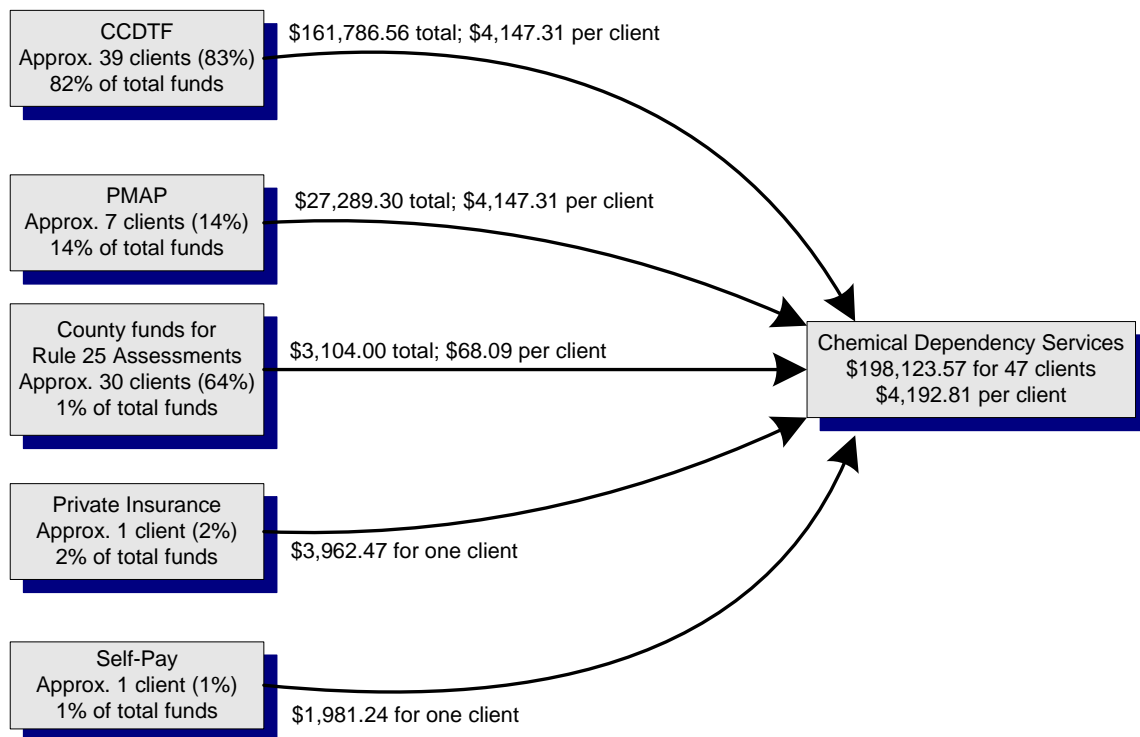 CCDTF
Approx. 39 clients (83%)
82% of total funds
$161,786.56 total; $4,147.31 per client
PMAP
Approx. 7 clients (14%)
14% of total funds
$27,289.30 total; $4,147.31 per client
County funds for
Rule 25 Assessments
Approx. 30 clients (64%)
1% of total funds
$3,104.00 total; $68.09 per client
Private Insurance
Approx. 1 client (2%)
2% of total funds
$3,962.47 for one client
Self-Pay
Approx. 1 client (1%)
1% of total funds
$1,981.24 for one client
Chemical Dependency Services
$198,123.57 for 47 clients
$4,192.81 per client